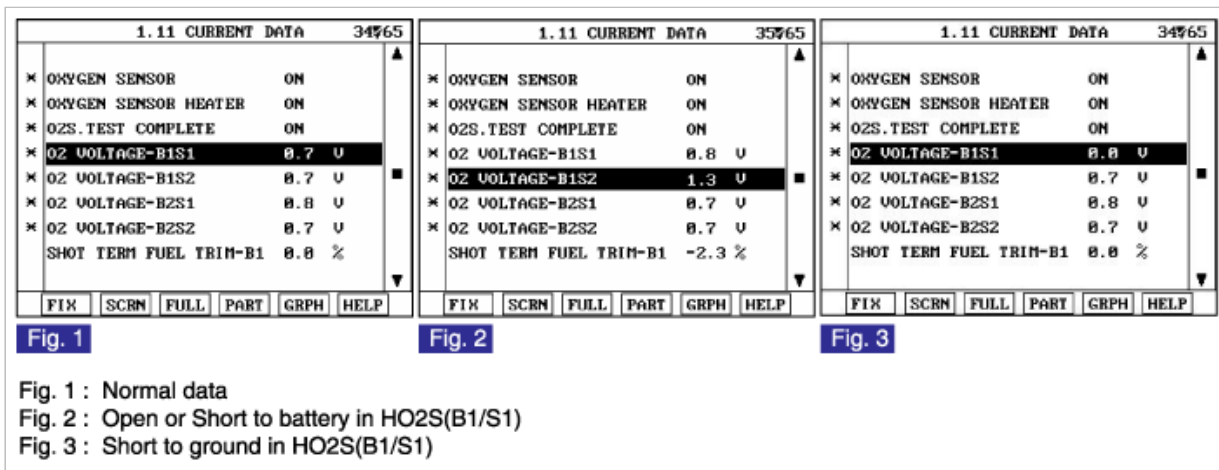 1.11 CURRENT DATA 34▼65
* OXYGEN SENSOR ON
* OXYGEN SENSOR HEATER ON
* O2S.TEST COMPLETE ON
* O2 VOLTAGE-B1S1 0.7 V
* O2 VOLTAGE-B1S2 0.7 V
* O2 VOLTAGE-B2S1 0.8 V
* O2 VOLTAGE-B2S2 0.7 V
SHOT TERM FUEL TRIM-B1 0.0 %
FIX SCRN FULL PART GRPH HELP
Fig. 1
1.11 CURRENT DATA 35▼65
* OXYGEN SENSOR ON
* OXYGEN SENSOR HEATER ON
* O2S.TEST COMPLETE ON
* O2 VOLTAGE-B1S1 0.8 V
* O2 VOLTAGE-B1S2 1.3 V
* O2 VOLTAGE-B2S1 0.7 V
* O2 VOLTAGE-B2S2 0.7 V
SHOT TERM FUEL TRIM-B1 -2.3 %
FIX SCRN FULL PART GRPH HELP
Fig. 2
1.11 CURRENT DATA 34▼65
* OXYGEN SENSOR ON
* OXYGEN SENSOR HEATER ON
* O2S.TEST COMPLETE ON
* O2 VOLTAGE-B1S1 0.0 V
* O2 VOLTAGE-B1S2 0.7 V
* O2 VOLTAGE-B2S1 0.8 V
* O2 VOLTAGE-B2S2 0.7 V
SHOT TERM FUEL TRIM-B1 0.0 %
FIX SCRN FULL PART GRPH HELP
Fig. 3
Fig. 1 : Normal data
Fig. 2 : Open or Short to battery in HO2S(B1/S1)
Fig. 3 : Short to ground in HO2S(B1/S1)